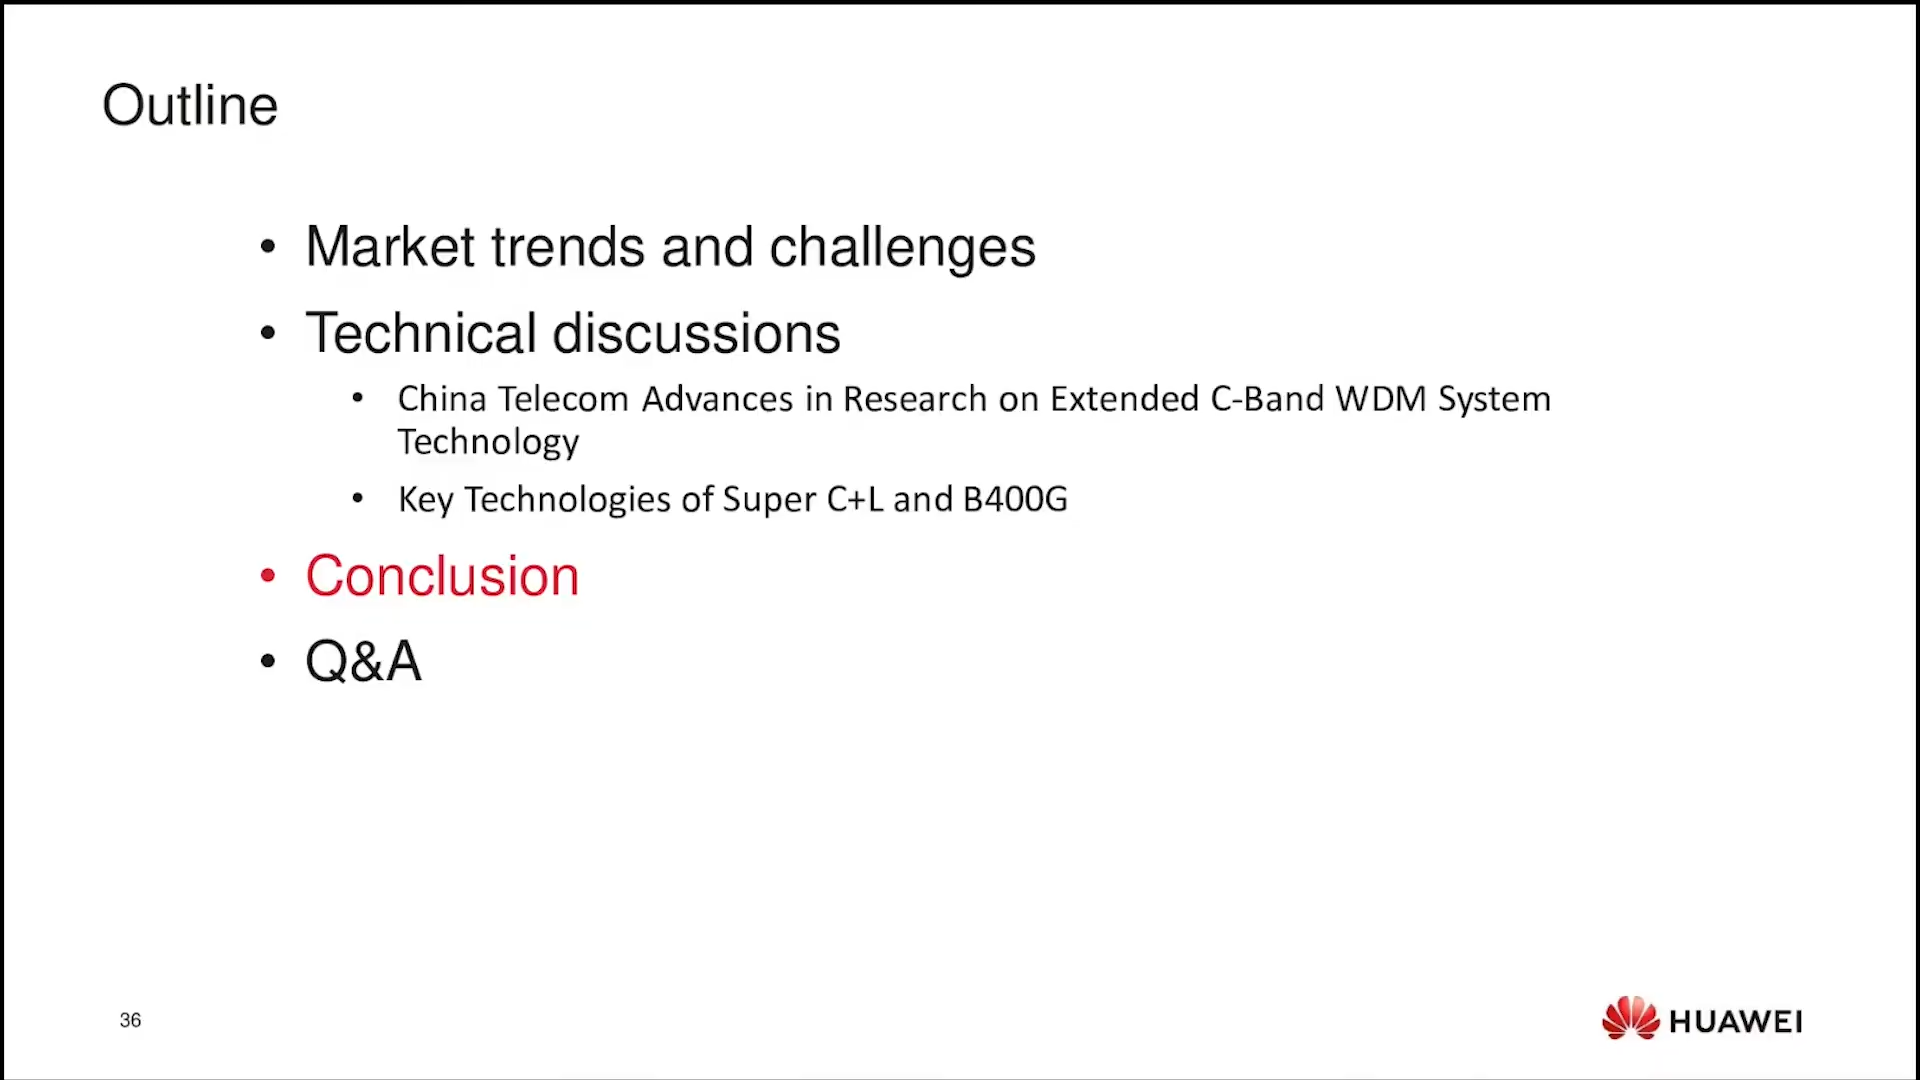 Outline
• Market trends and challenges
• Technical discussions
• China Telecom Advances in Research on Extended C-Band WDM System
Technology
• Key Technologies of Super C+L and B400G
• Conclusion
• Q&A
36
HUAWEI